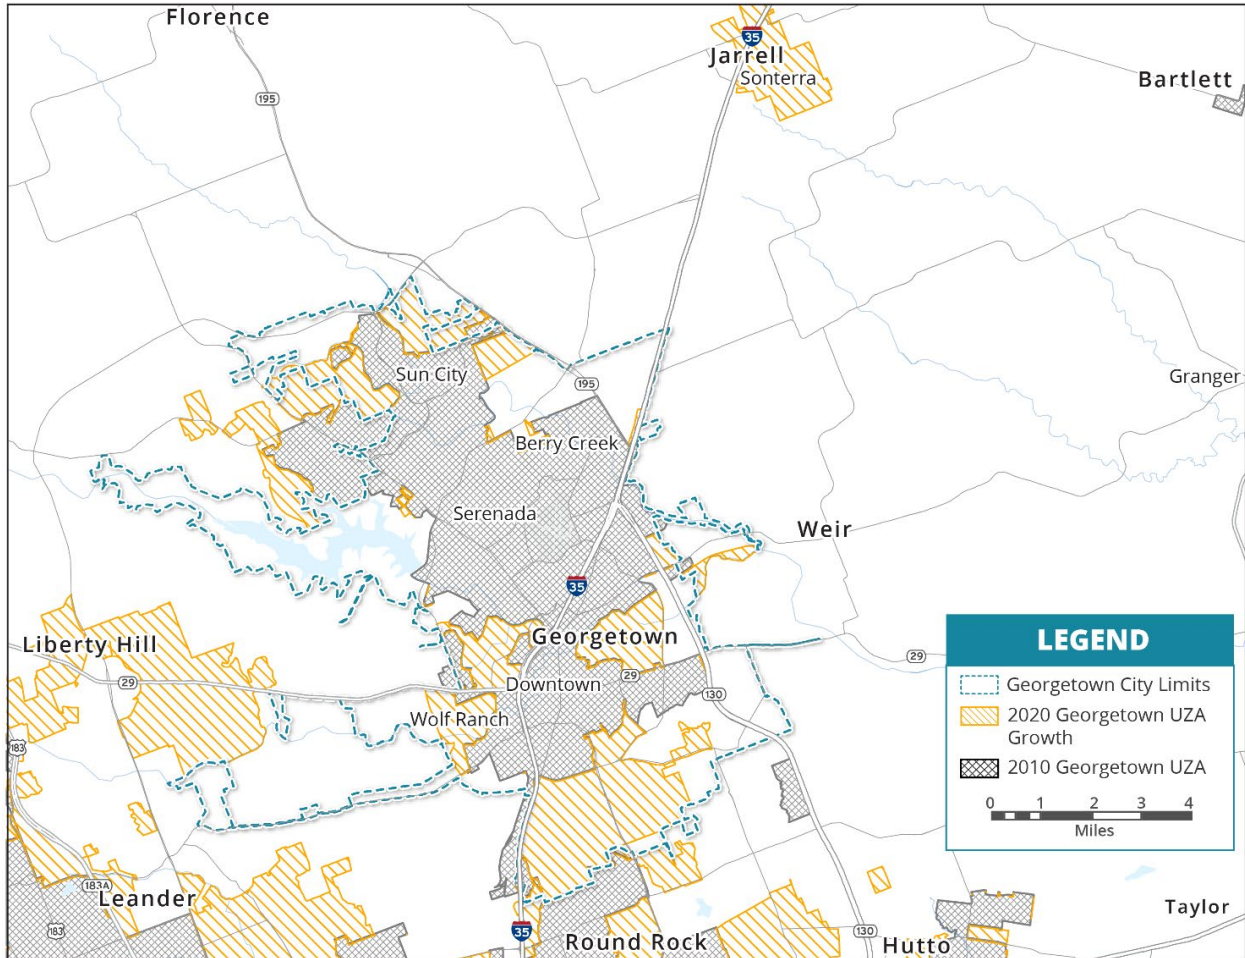 Florence
35
Jarrell
Sonterra
Bartlett
195
Granger
Sun City
195
Berry Creek
Serenada
Weir
35
Liberty Hill
Georgetown
29
29
29
Downtown
130
Wolf Ranch
183
183A
Leander
183
35
Round Rock
130
Hutto
Taylor
LEGEND
Georgetown City Limits
2020 Georgetown UZA
Growth
2010 Georgetown UZA
0 1 2 3 4
Miles